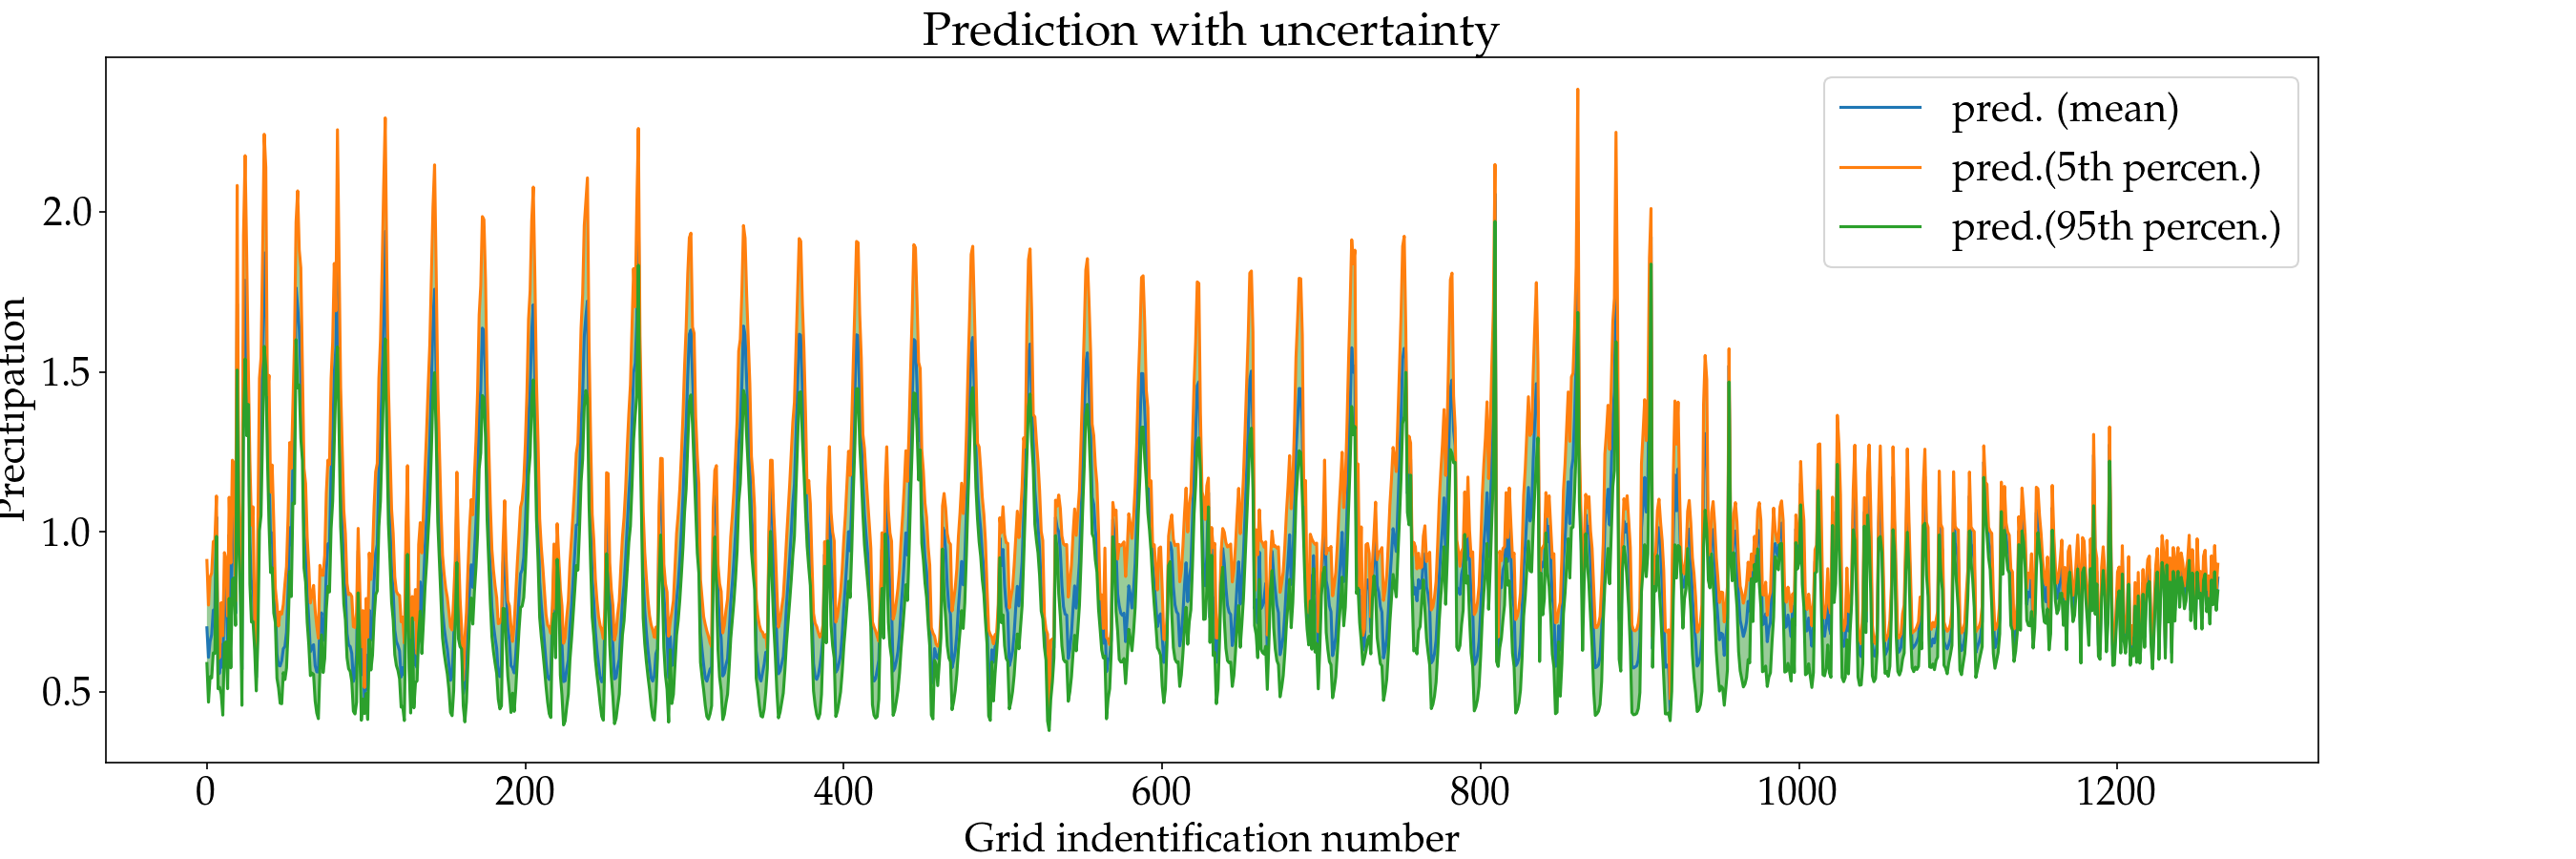 Prediction with uncertainty
pred. (mean)
pred.(5th percen.)
pred.(95th percen.)
Precitipation
2.0
1.5
1.0
0.5
0 200 400 600 800 1000 1200
Grid indentification number